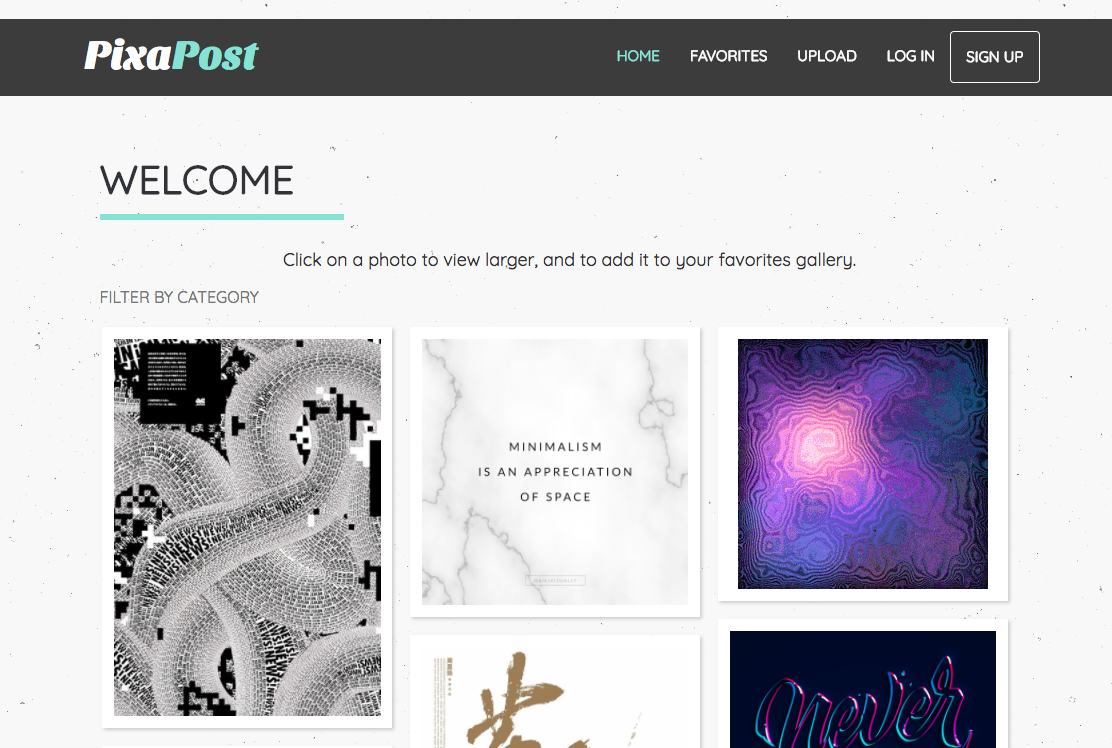 PixaPost
HOME FAVORITES UPLOAD LOG IN SIGN UP
WELCOME
Click on a photo to view larger, and to add it to your favorites gallery.
FILTER BY CATEGORY
MINIMALISM
IS AN APPRECIATION
OF SPACE
never